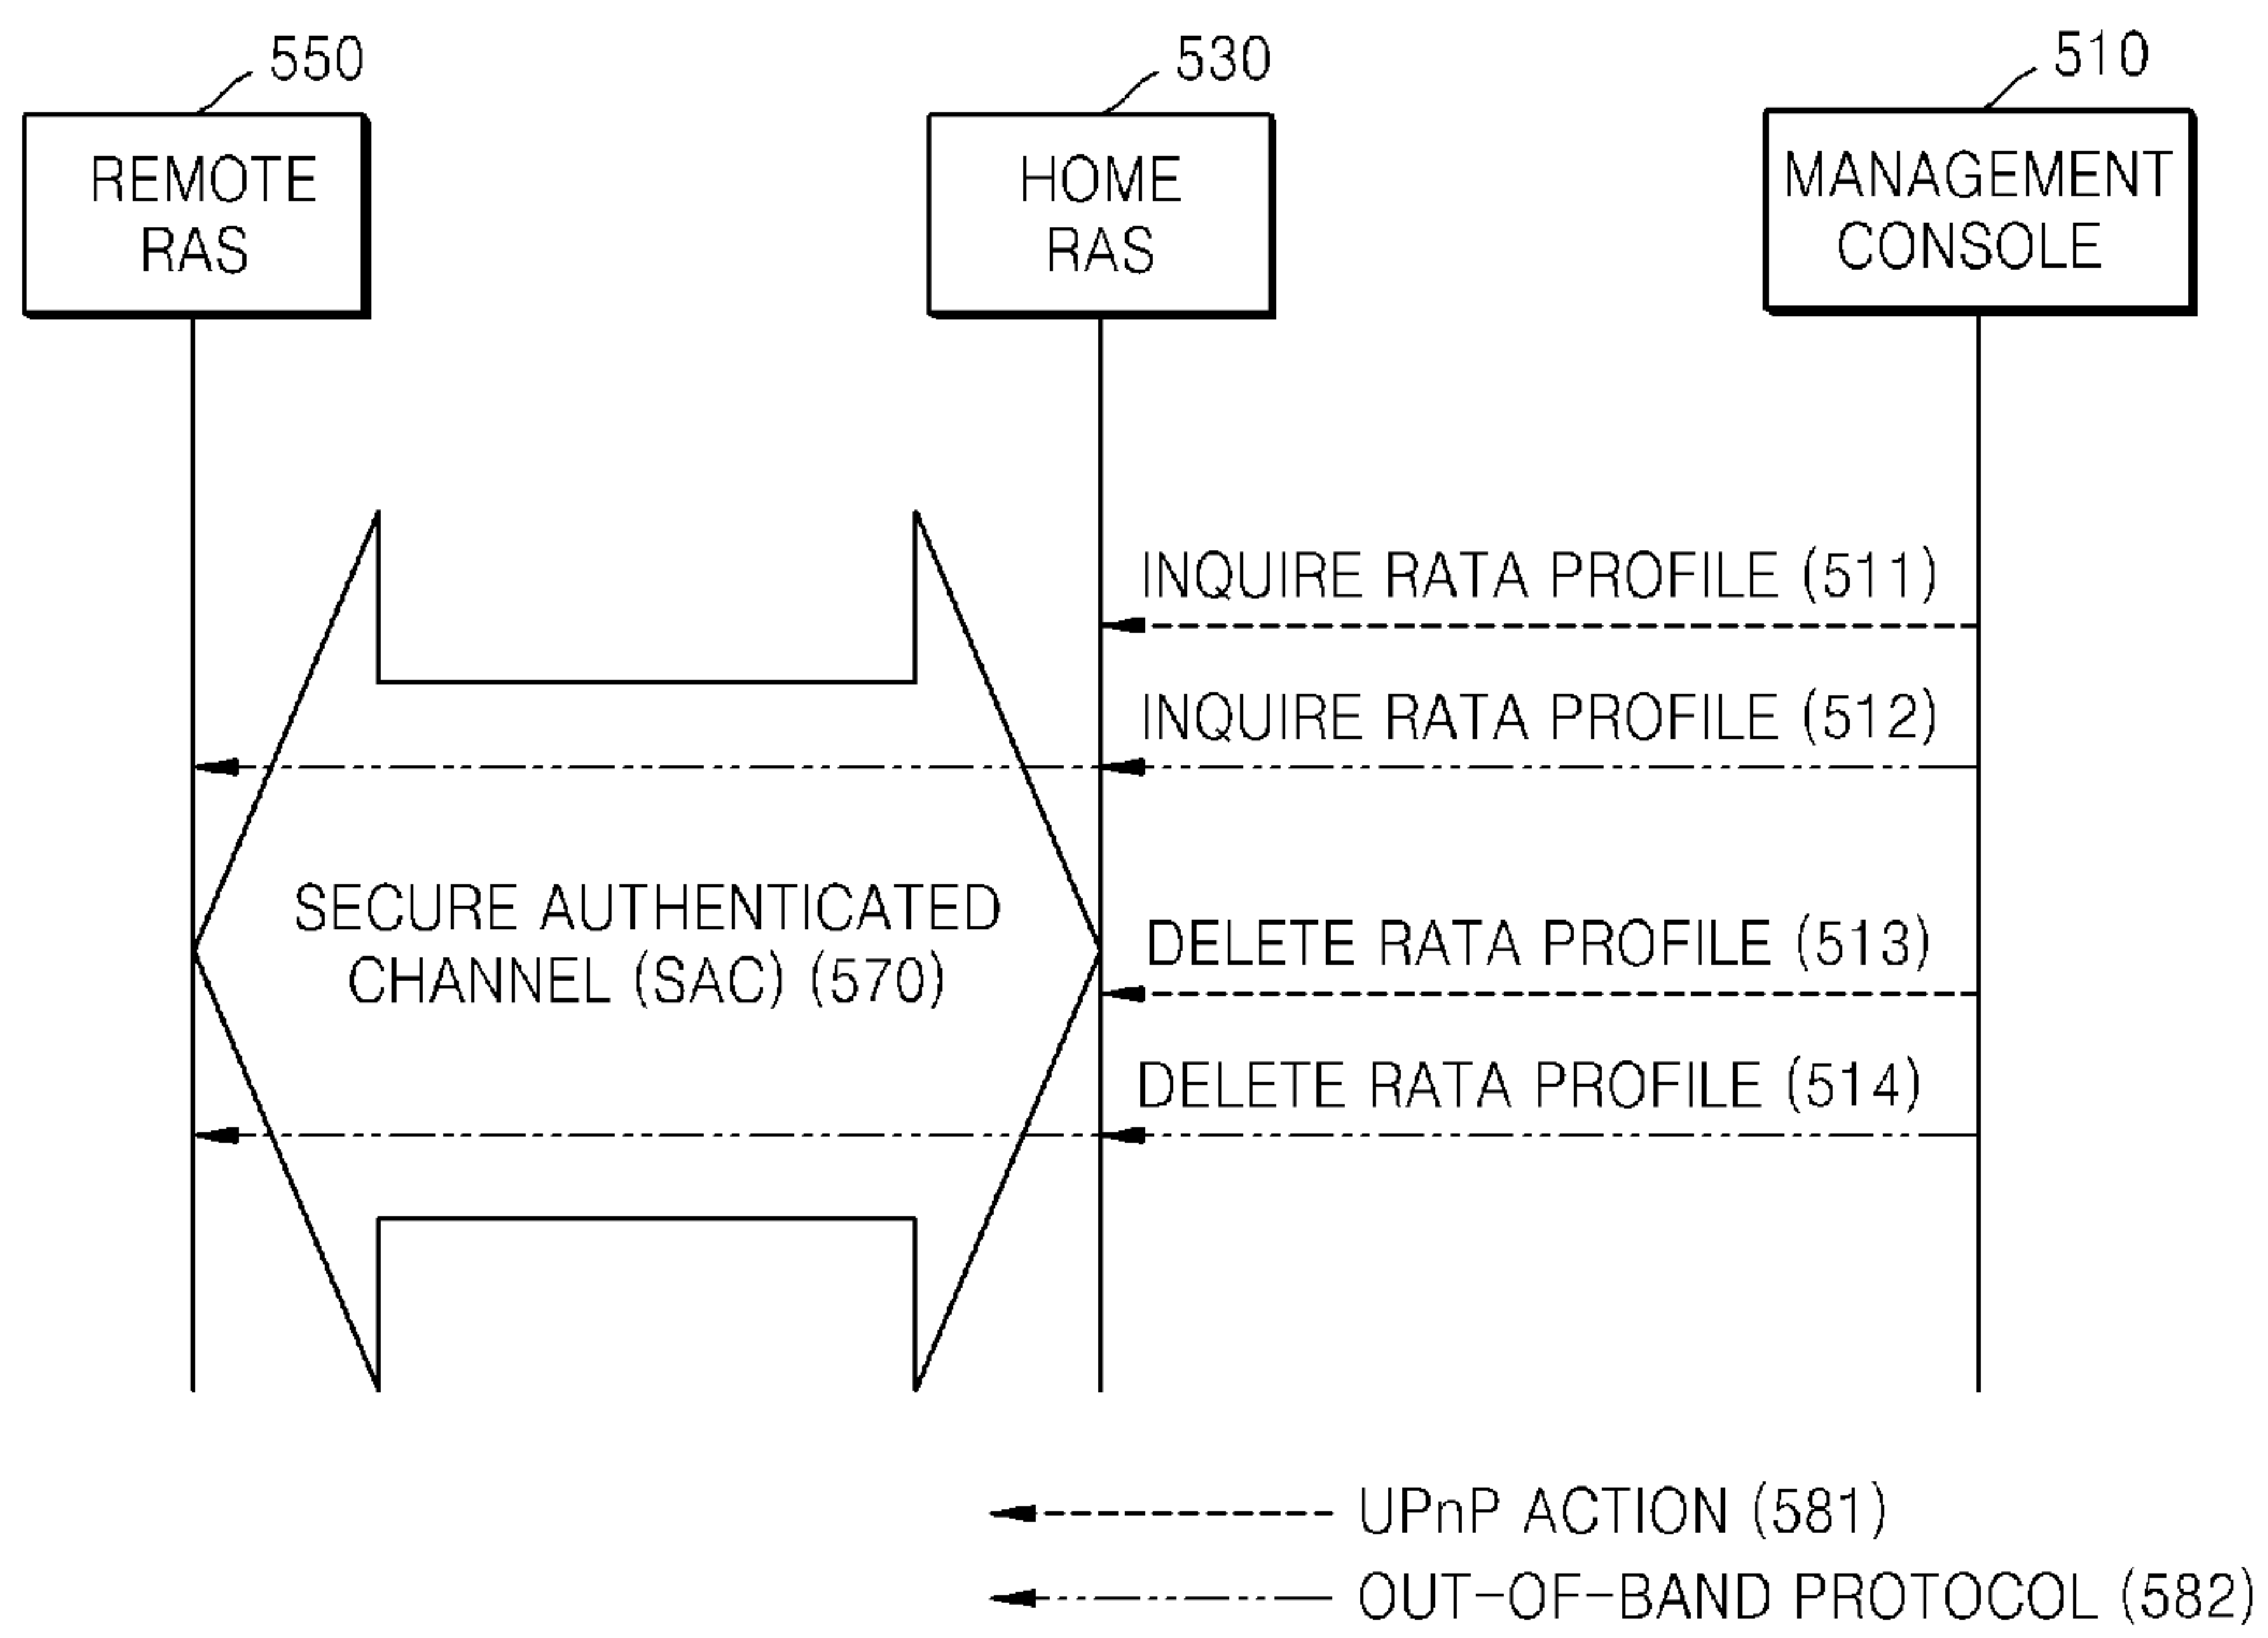 550
530
510
REMOTE
RAS
HOME
RAS
MANAGEMENT
CONSOLE
INQUIRE RATA PROFILE (511)
INQUIRE RATA PROFILE (512)
SECURE AUTHENTICATED
CHANNEL (SAC) (570)
DELETE RATA PROFILE (513)
DELETE RATA PROFILE (514)
UPnP ACTION (581)
OUT-OF-BAND PROTOCOL (582)